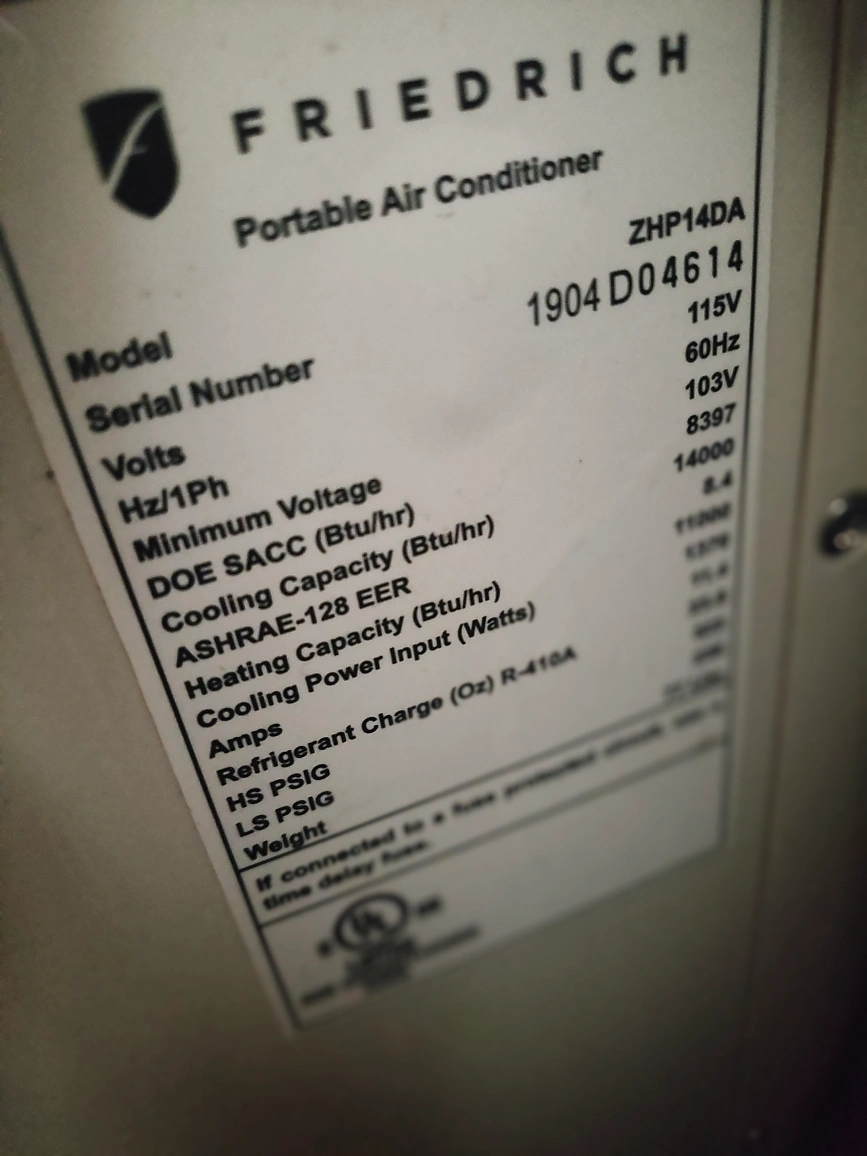 FRIEDRICH
Portable Air Conditioner
Model ZHP14DA
Serial Number 1904D04614
Volts 115V
Hz/1Ph 60Hz
Minimum Voltage 103V
DOE SACC (Btu/hr) 8397
Cooling Capacity (Btu/hr) 14000
ASHRAE-128 EER 8.4
Heating Capacity (Btu/hr) 11000
Cooling Power Input (Watts)
Amps
Refrigerant Charge (Oz) R-410A
HS PSIG
LS PSIG
Weight
If connected to a fuse protected circuit, use
time delay fuse.
UL